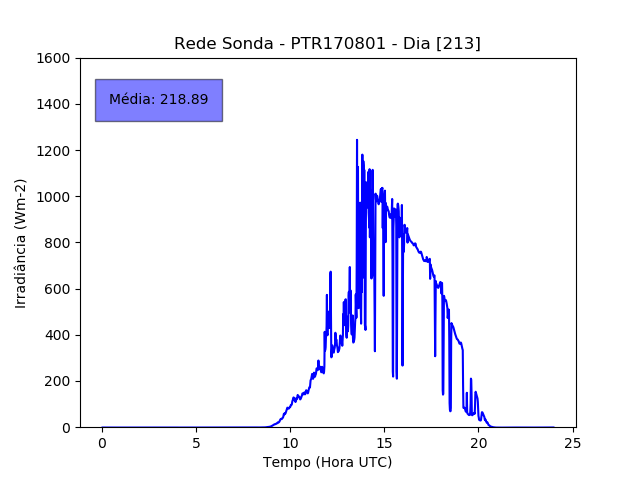 Rede Sonda - PTR170801 - Dia [213]
1600
1400
1200
1000
800
600
400
200
0
Média: 218.89
Irradiância (Wm-2)
0 5 10 15 20 25
Tempo (Hora UTC)